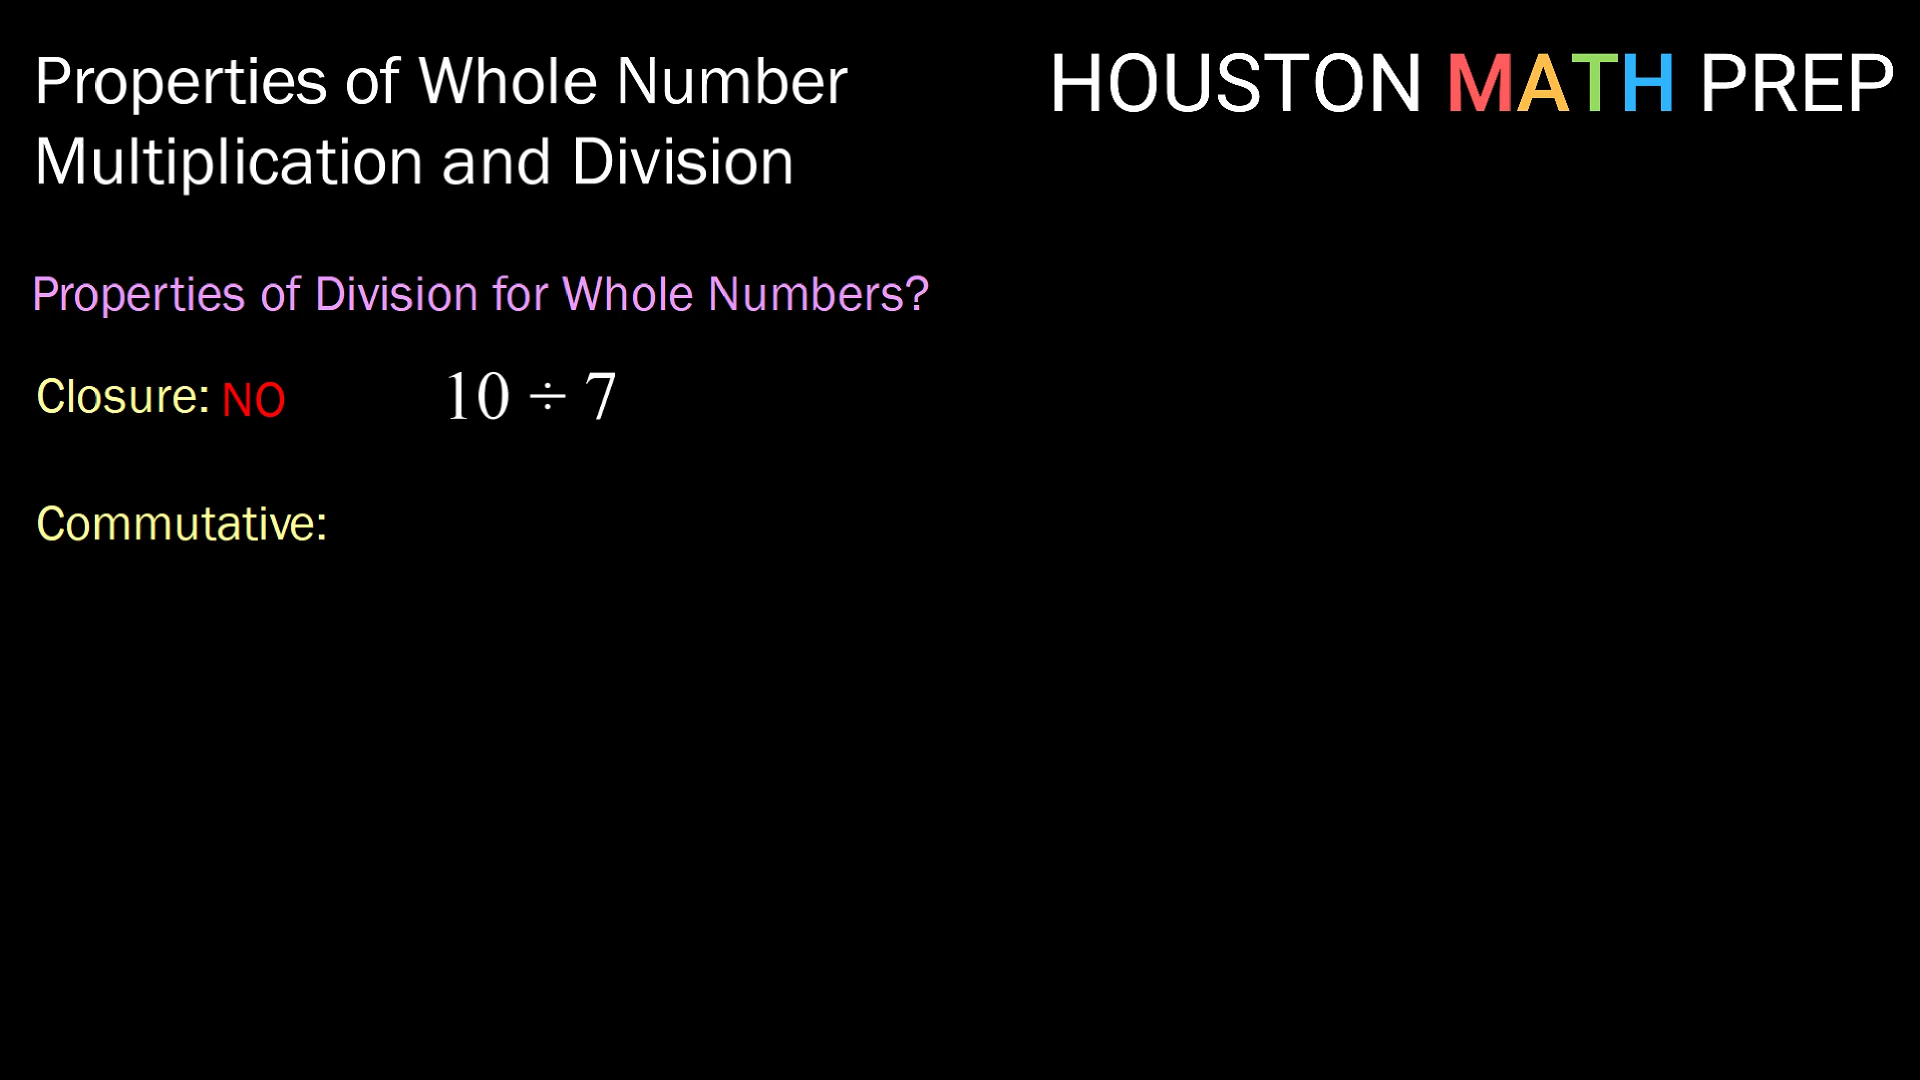 Properties of Whole Number
Multiplication and Division
HOUSTON MATH PREP
Properties of Division for Whole Numbers?
Closure: NO 10 ÷ 7
Commutative: